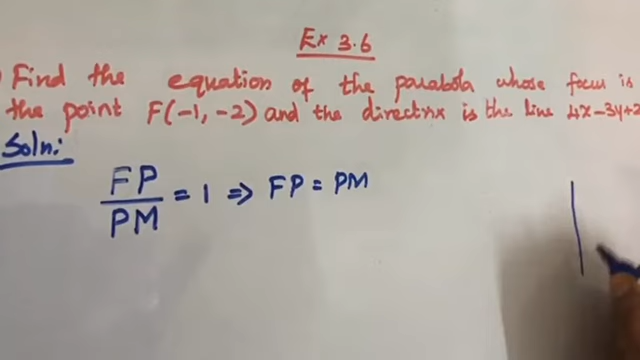 Ex 3.6
Find the equation of the parabola whose focus is
the point F(-1, -2) and the directrix is the line 4x-3y+2
Soln:
FP/PM = 1 ⇒ FP = PM